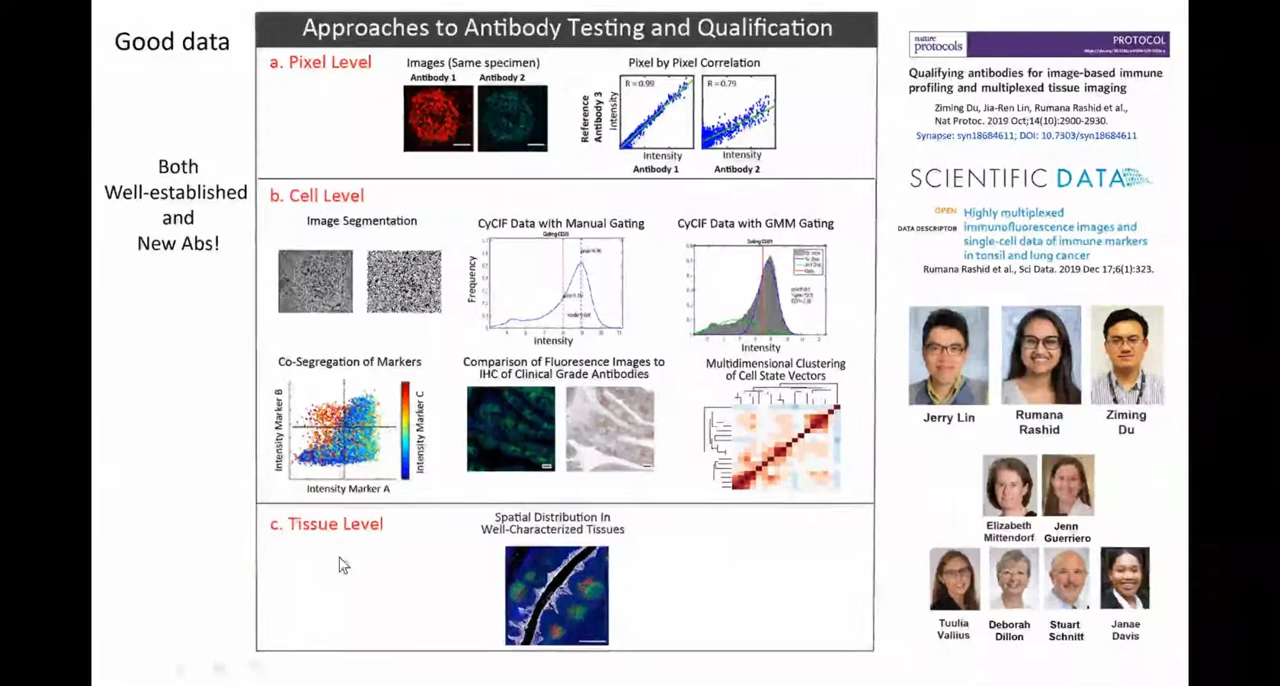 Good data
Both
Well-established
and
New Abs!
Approaches to Antibody Testing and Qualification
a. Pixel Level
Images (Same specimen)
Antibody 1
Antibody 2
Pixel by Pixel Correlation
Reference
Antibody 3
Intensity
R = 0.99
R = 0.79
Intensity
Intensity
Antibody 1
Antibody 2
b. Cell Level
Image Segmentation
CyCIF Data with Manual Gating
Frequency
Intensity
CyCIF Data with GMM Gating
Intensity
Co-Segregation of Markers
Intensity Marker B
Intensity Marker C
Intensity Marker A
Comparison of Fluoresence Images to
IHC of Clinical Grade Antibodies
Multidimensional Clustering
of Cell State Vectors
c. Tissue Level
Spatial Distribution In
Well-Characterized Tissues
nature
protocols
PROTOCOL
Qualifying antibodies for image-based immune
profiling and multiplexed tissue imaging
Ziming Du, Jia-Ren Lin, Rumana Rashid et al.,
Nat Protoc. 2019 Oct;14(10):2900-2930.
Synapse: syn18684611; DOI: 10.7303/syn18684611
SCIENTIFIC DATA
OPEN
DATA DESCRIPTOR
Highly multiplexed
immunofluorescence images and
single-cell data of immune markers
in tonsil and lung cancer
Rumana Rashid et al., Sci Data. 2019 Dec 17;6(1):323.
Jerry Lin
Rumana
Rashid
Ziming
Du
Elizabeth
Mittendorf
Jenn
Guerriero
Tuulia
Vallius
Deborah
Dillon
Stuart
Schnitt
Janae
Davis